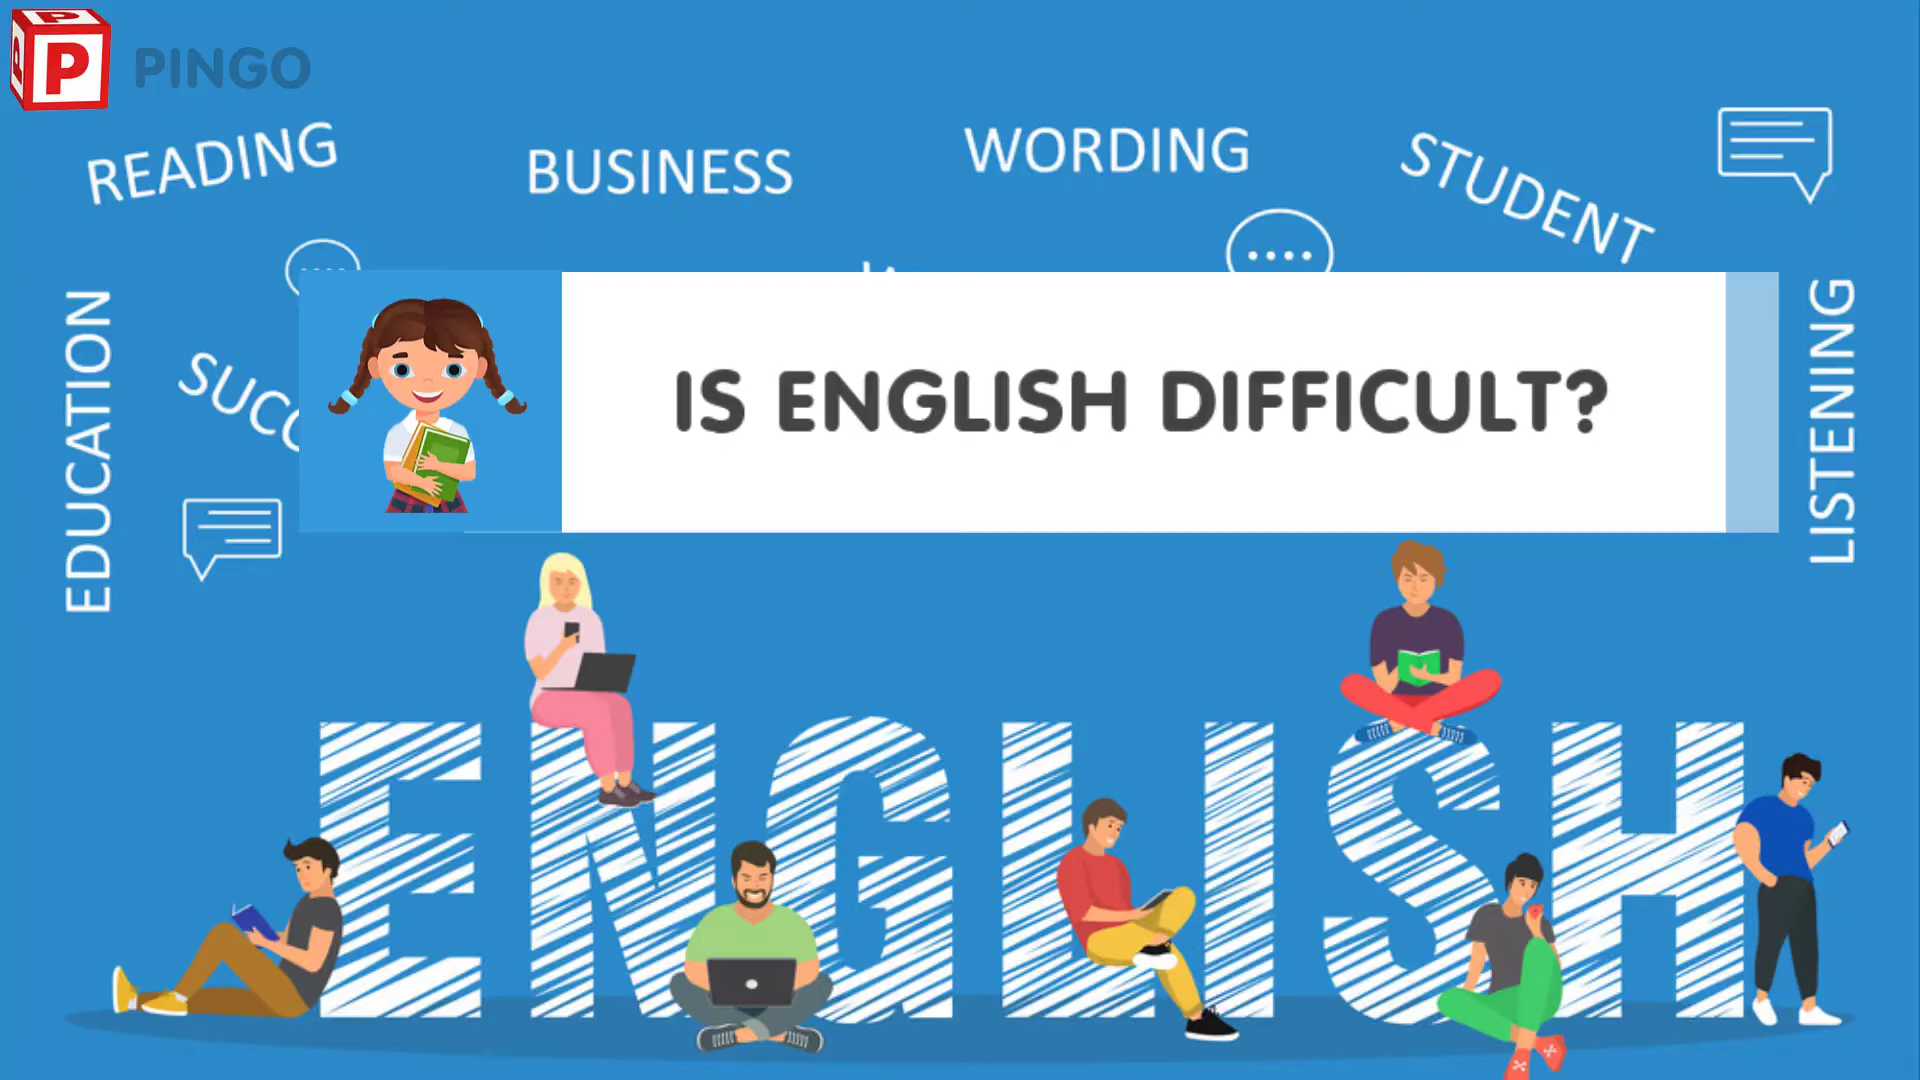 P PINGO
READING
BUSINESS
WORDING
STUDENT
EDUCATION
IS ENGLISH DIFFICULT?
LISTENING
ENGLISH